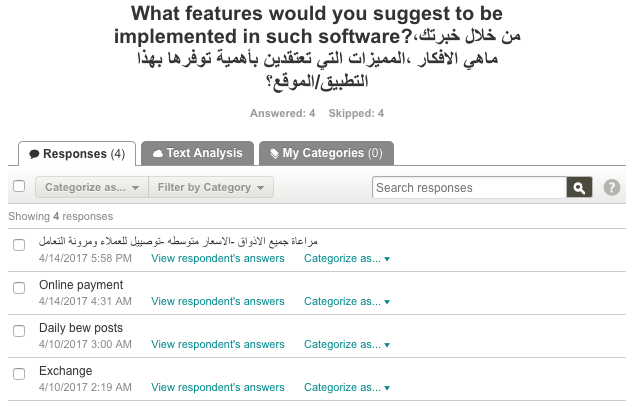 What features would you suggest to be
implemented in such software?،من خلال خبرتك
ماهي الافكار ،المميزات التي تعتقدين بأهمية توفرها بهذا
التطبيق/الموقع؟
Answered: 4 Skipped: 4
Responses (4) Text Analysis My Categories (0)
Categorize as... Filter by Category Search responses ?
Showing 4 responses
مراعاة جميع الاذواق -الاسعار متوسطه -توصيل للعملاء ومرونة التعامل
4/14/2017 5:58 PM View respondent's answers Categorize as...
Online payment
4/14/2017 4:31 AM View respondent's answers Categorize as...
Daily bew posts
4/10/2017 3:00 AM View respondent's answers Categorize as...
Exchange
4/10/2017 2:19 AM View respondent's answers Categorize as...